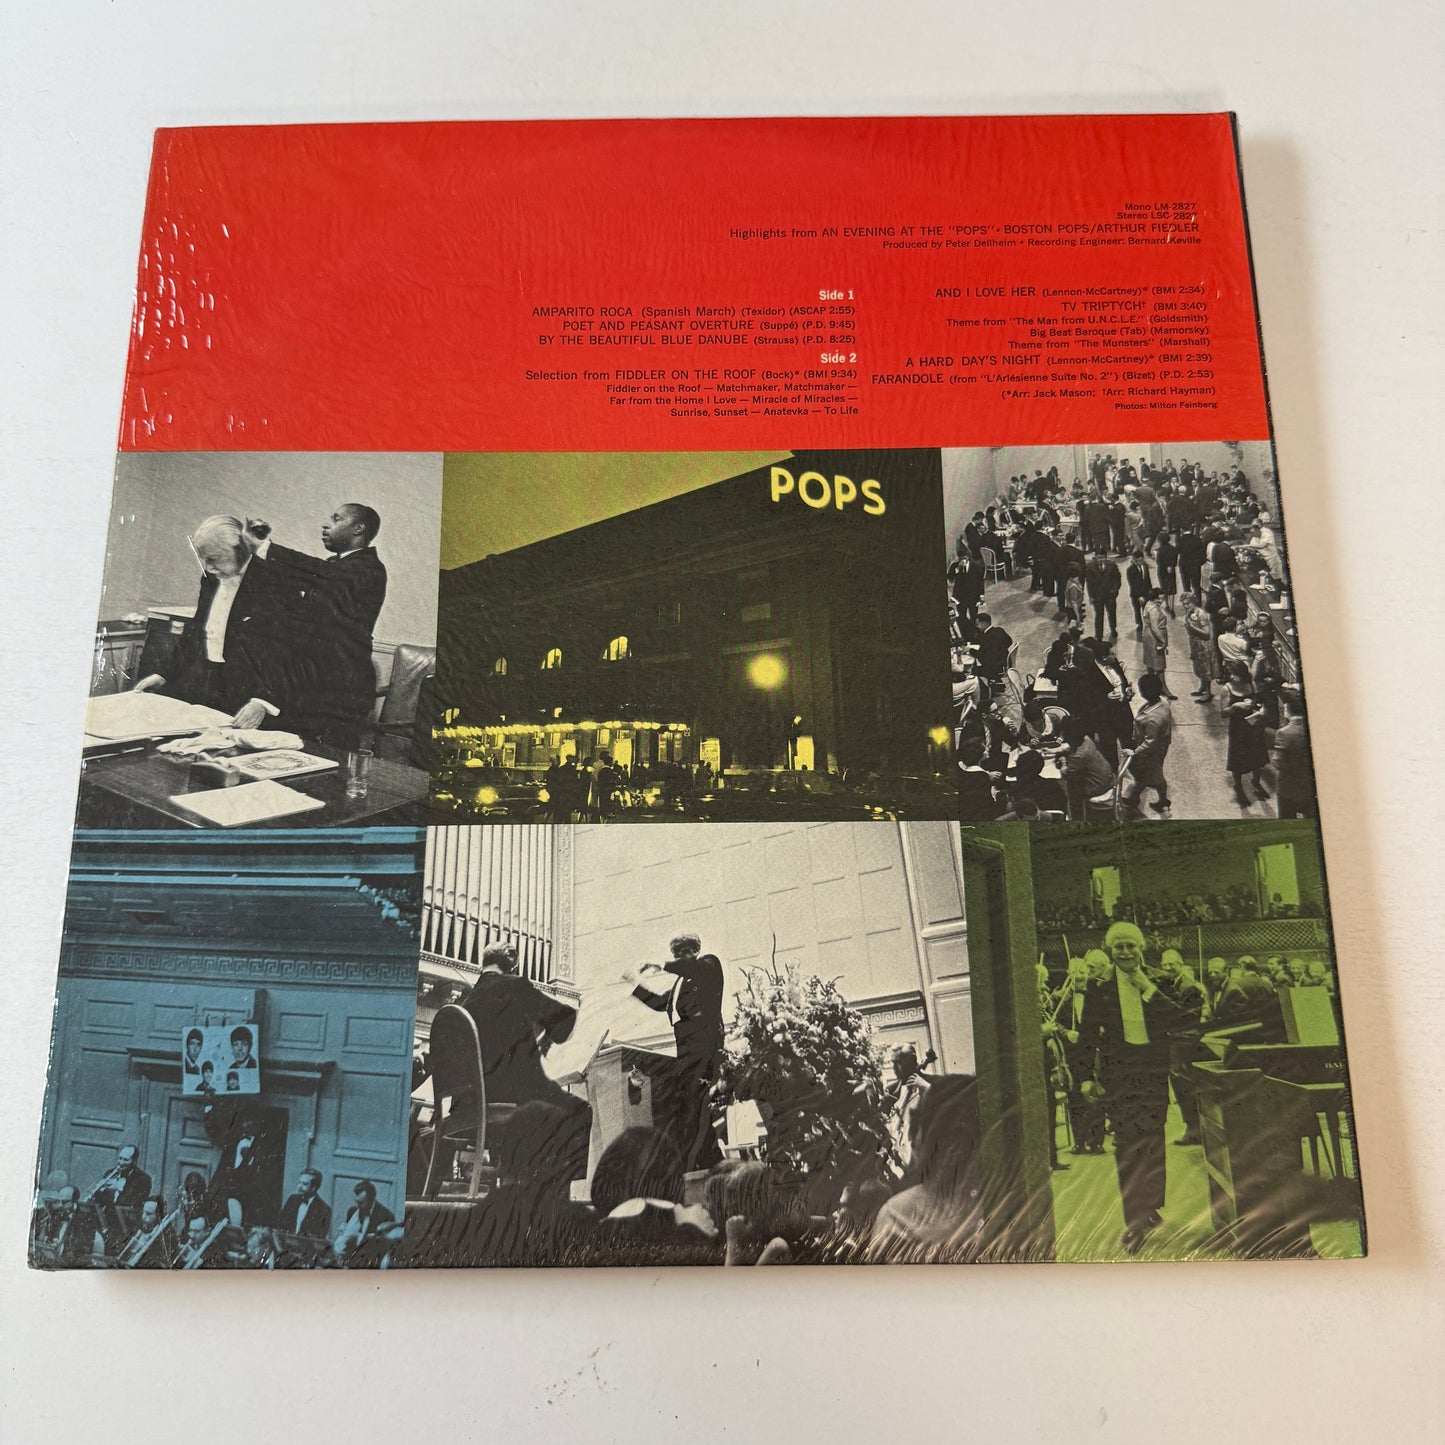 Mono LM-2827
Stereo LSC-2827
Highlights from AN EVENING AT THE "POPS" • BOSTON POPS/ARTHUR FIEDLER
Produced by Peter Dellheim • Recording Engineer: Bernard Keville
Side 1
AMPARITO ROCA (Spanish March) (Texidor) (ASCAP 2:55)
POET AND PEASANT OVERTURE (Suppé) (P.D. 9:45)
BY THE BEAUTIFUL BLUE DANUBE (Strauss) (P.D. 8:25)
Side 2
Selection from FIDDLER ON THE ROOF (Bock)* (BMI 9:34)
Fiddler on the Roof — Matchmaker, Matchmaker —
Far from the Home I Love — Miracle of Miracles —
Sunrise, Sunset — Anatevka — To Life
AND I LOVE HER (Lennon-McCartney)* (BMI 2:34)
TV TRIPTYCH† (BMI 3:40)
Theme from "The Man from U.N.C.L.E." (Goldsmith)
Big Beat Baroque (Tab) (Mamorsky)
Theme from "The Munsters" (Marshall)
A HARD DAY'S NIGHT (Lennon-McCartney)* (BMI 2:39)
FARANDOLE (from "L'Arlésienne Suite No. 2") (Bizet) (P.D. 2:53)
(*Arr: Jack Mason; †Arr: Richard Hayman)
Photos: Milton Feinberg
POPS